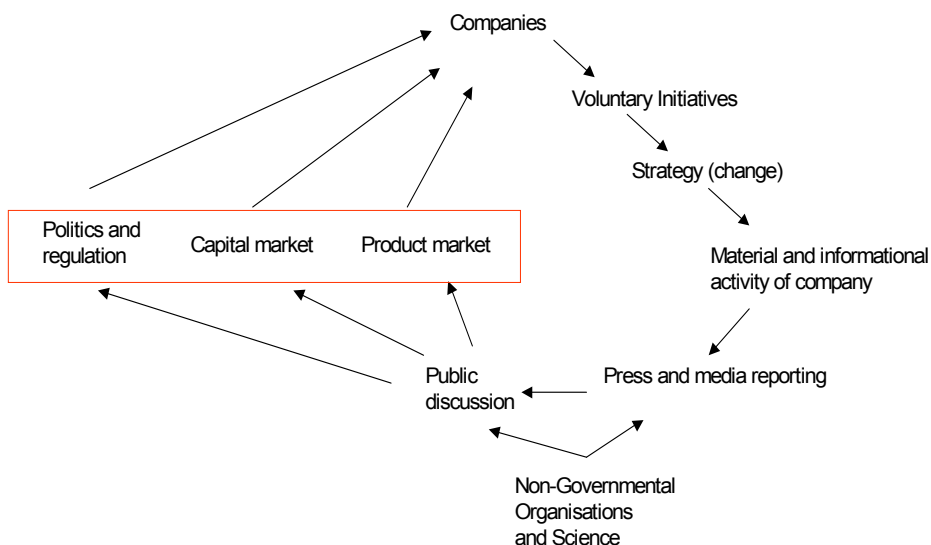 Companies
Voluntary Initiatives
Strategy (change)
Politics and
regulation
Capital market
Product market
Material and informational
activity of company
Public
discussion
Press and media reporting
Non-Governmental
Organisations
and Science